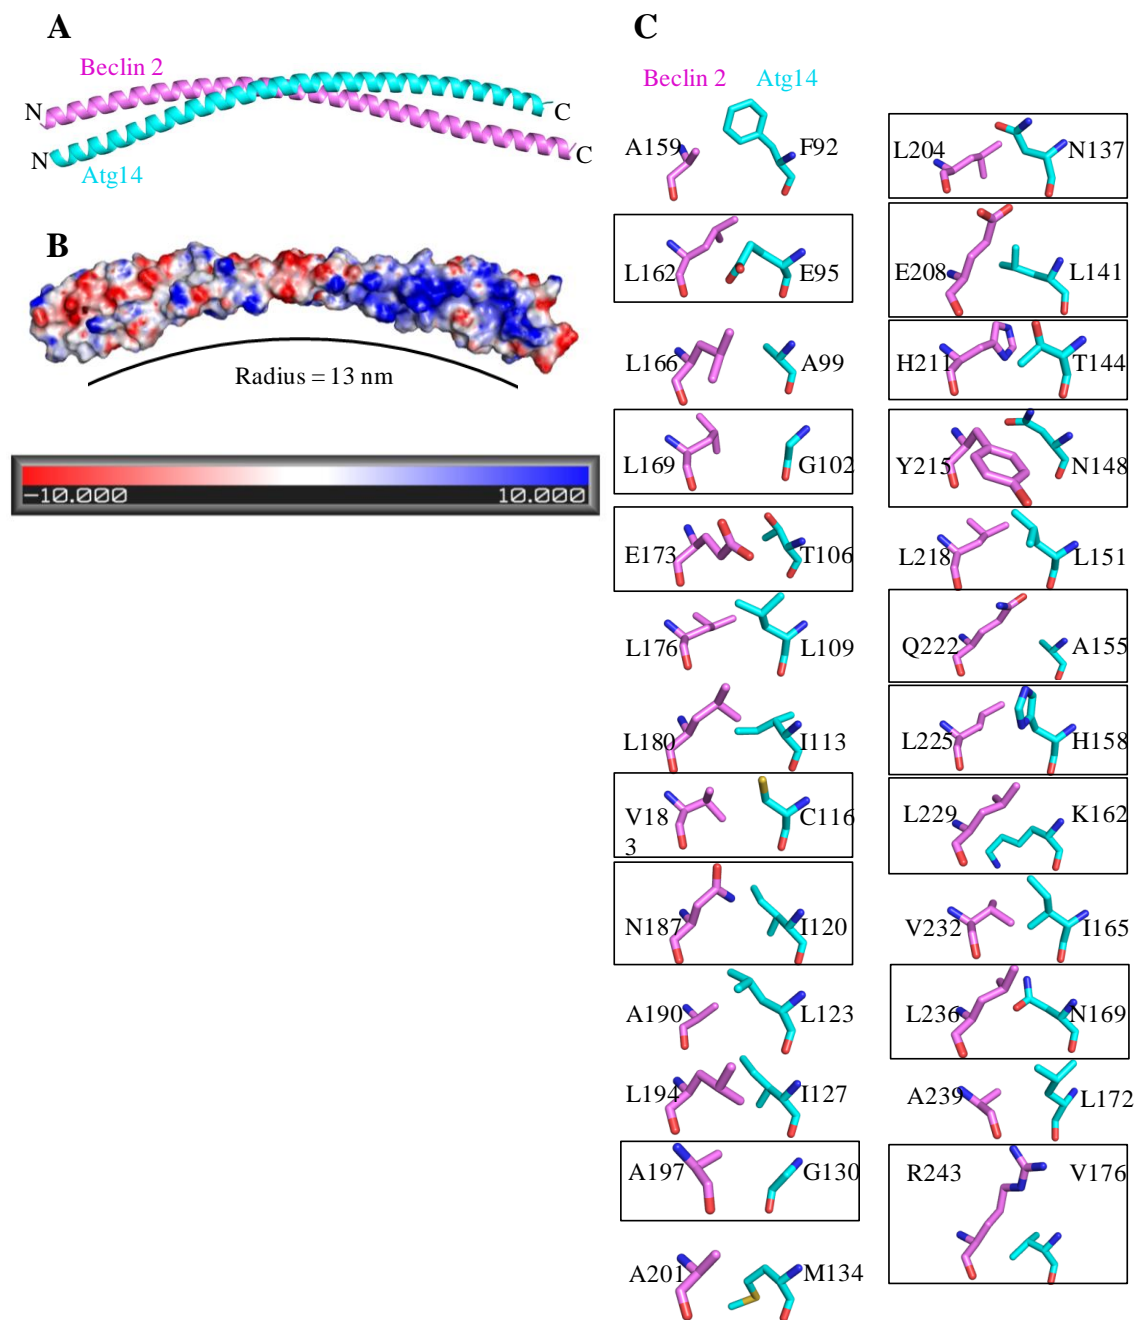 A
Beclin 2
N
C
N
C
Atg14
B
Radius = 13 nm
−10.000 10.000
C
Beclin 2 Atg14
A159 F92
L162 E95
L166 A99
L169 G102
E173 T106
L176 L109
L180 I113
V18
3 C116
N187 I120
A190 L123
L194 I127
A197 G130
A201 M134
L204 N137
E208 L141
H211 T144
Y215 N148
L218 L151
Q222 A155
L225 H158
L229 K162
V232 I165
L236 N169
A239 L172
R243 V176